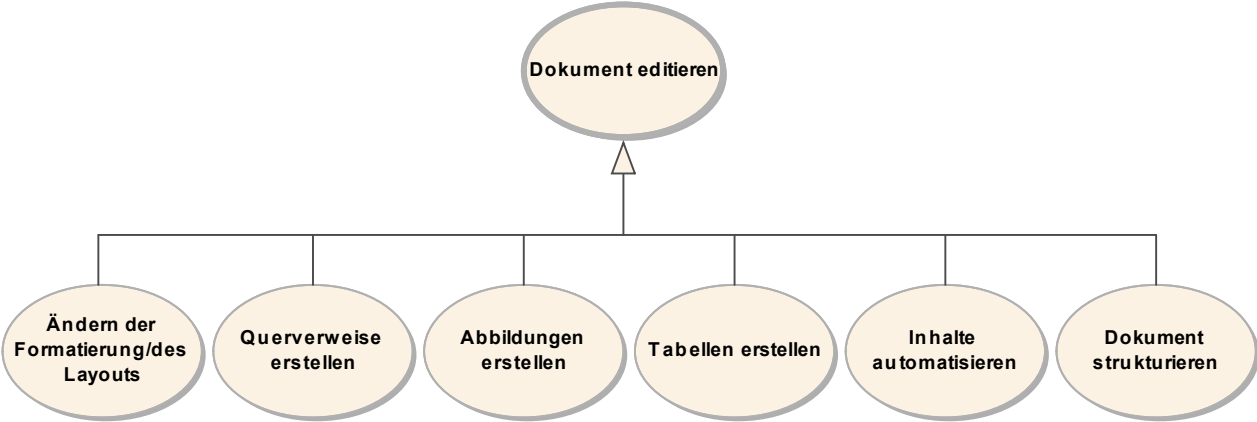 Dokument editieren
Ändern der
Formatierung/des
Layouts
Querverweise
erstellen
Abbildungen
erstellen
Tabellen erstellen
Inhalte
automatisieren
Dokument
strukturieren